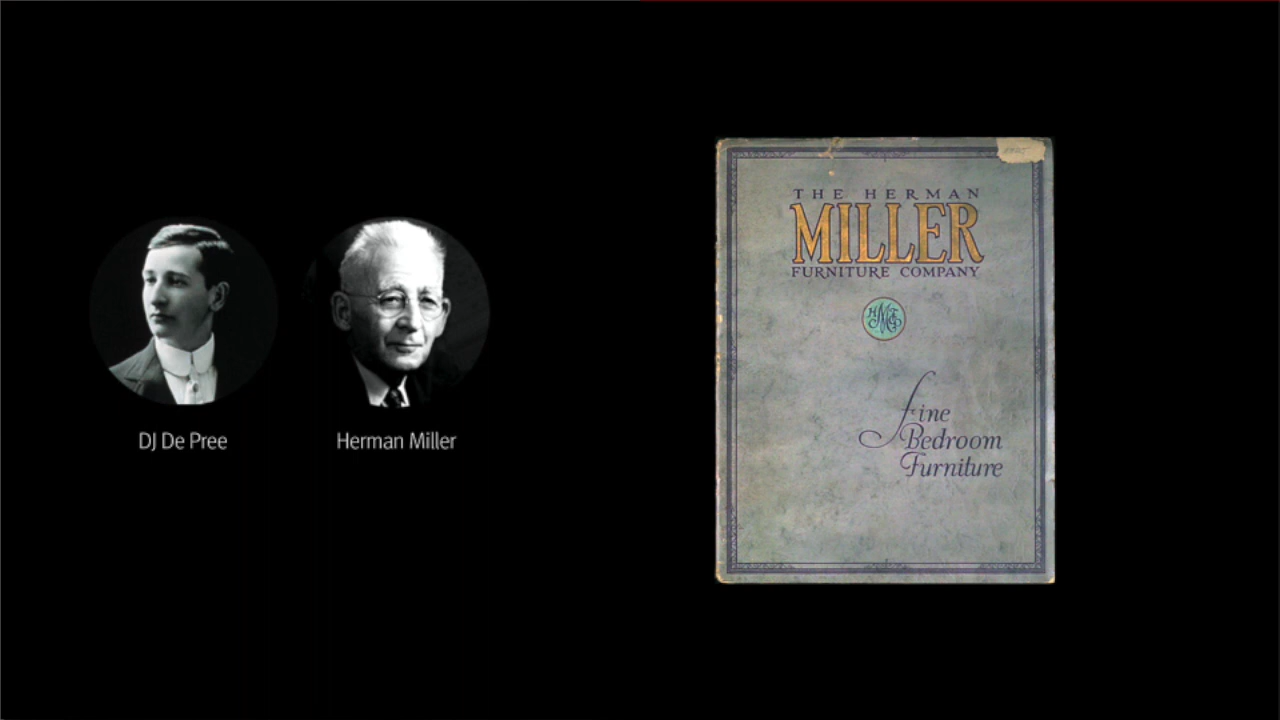 DJ De Pree
Herman Miller
THE HERMAN
MILLER
FURNITURE COMPANY
Fine
Bedroom
Furniture